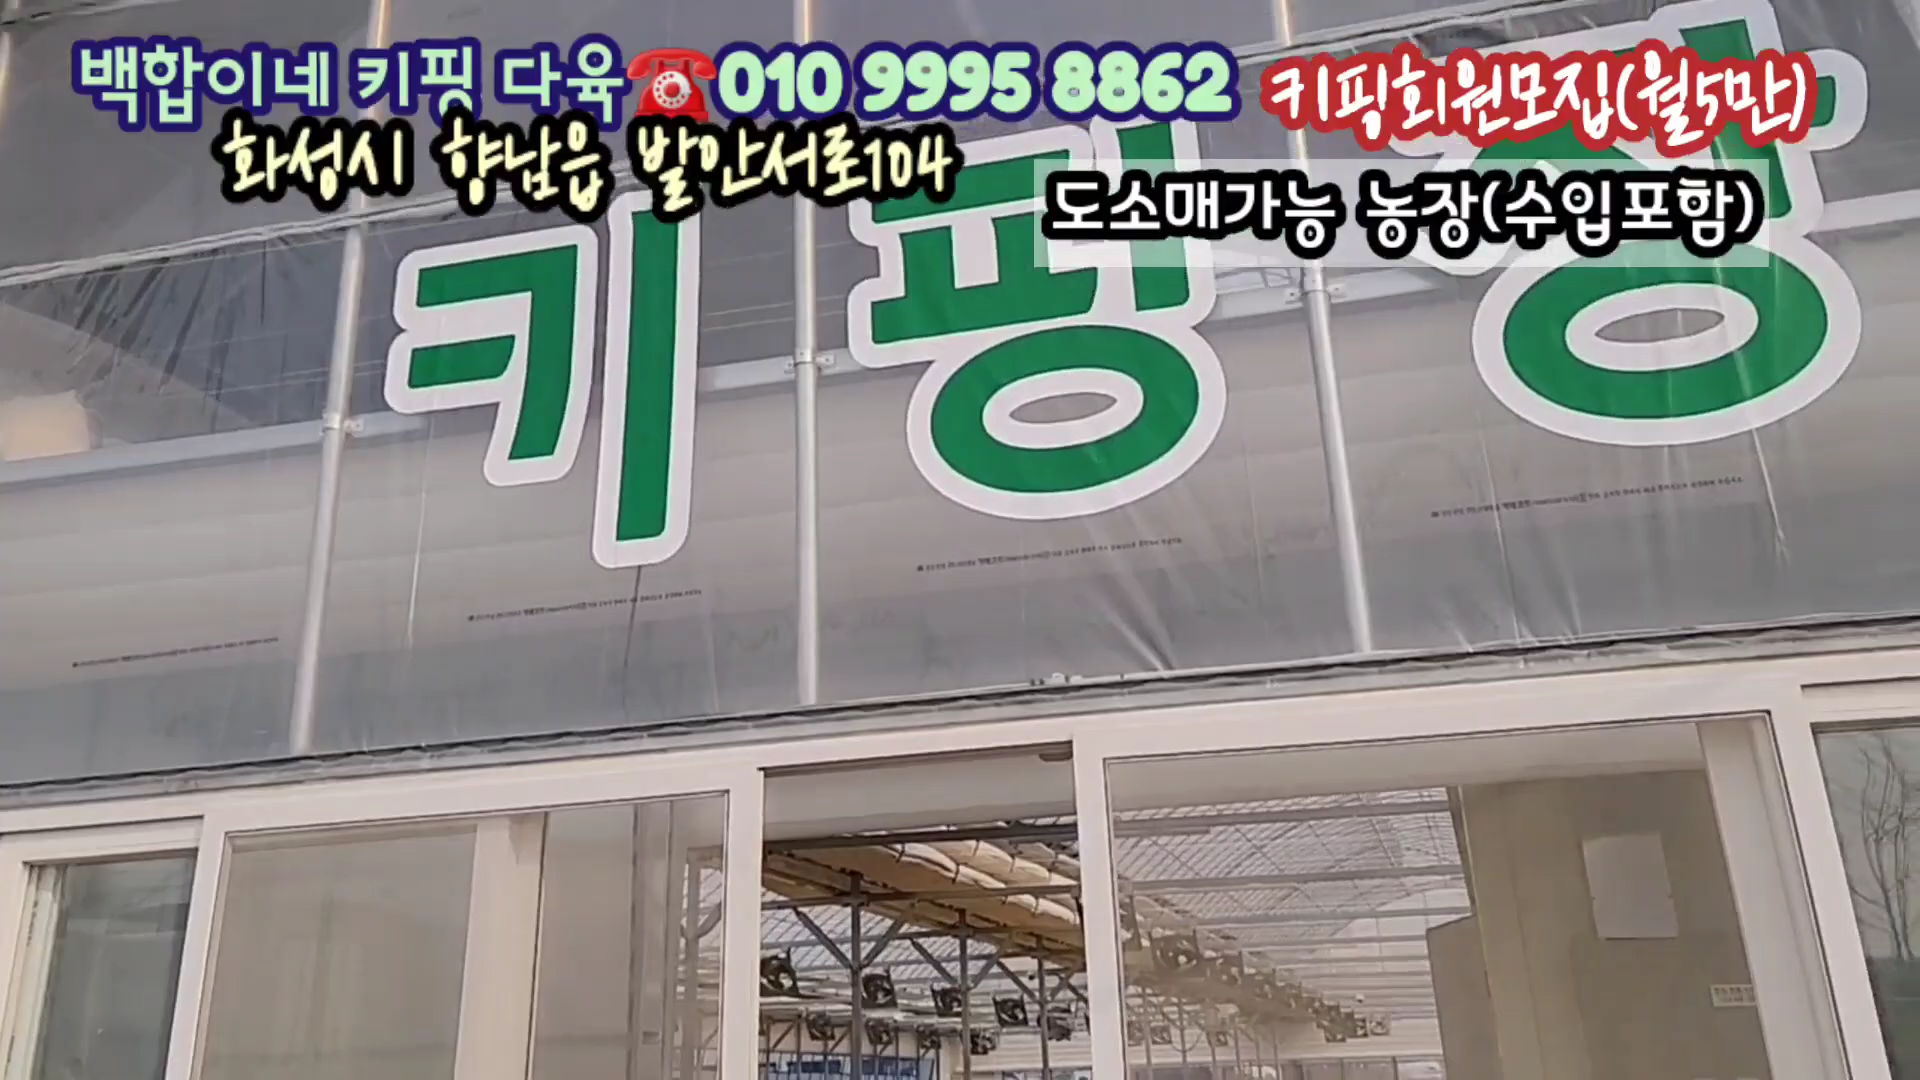 백합이네 키핑 다육☎010 9995 8862
키핑회원모집(월5만)
화성시 향남읍 발안서로104
도소매가능 농장(수입포함)
키핑장